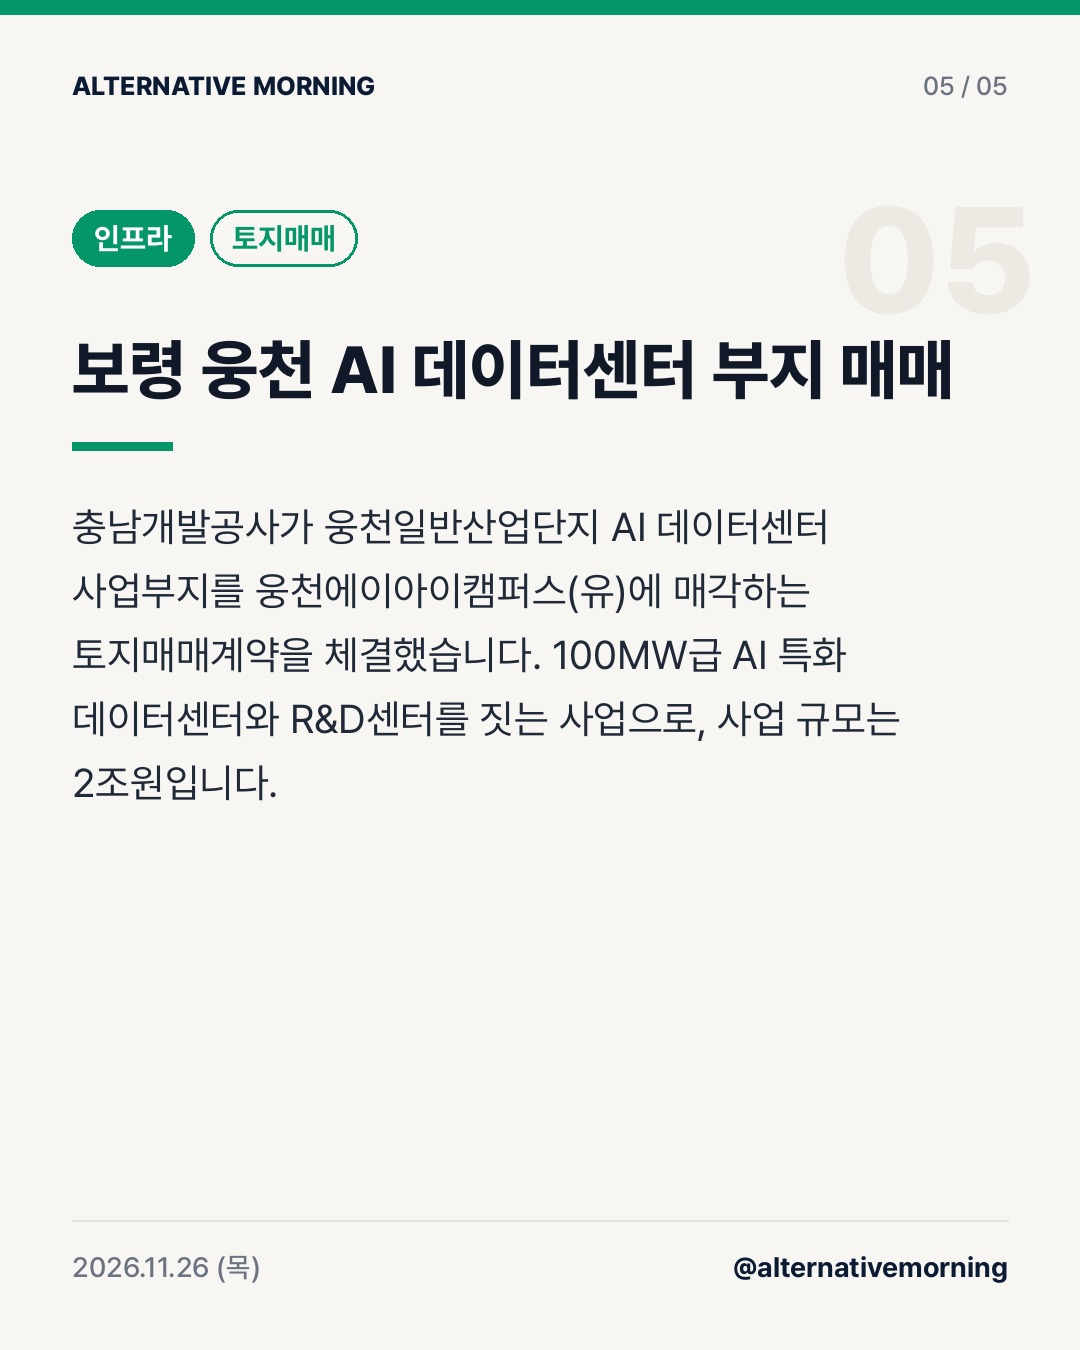 ALTERNATIVE MORNING
05 / 05
인프라
토지매매
05
보령 웅천 AI 데이터센터 부지 매매
충남개발공사가 웅천일반산업단지 AI 데이터센터
사업부지를 웅천에이아이캠퍼스(유)에 매각하는
토지매매계약을 체결했습니다. 100MW급 AI 특화
데이터센터와 R&D센터를 짓는 사업으로, 사업 규모는
2조원입니다.
2026.11.26 (목)
@alternativemorning